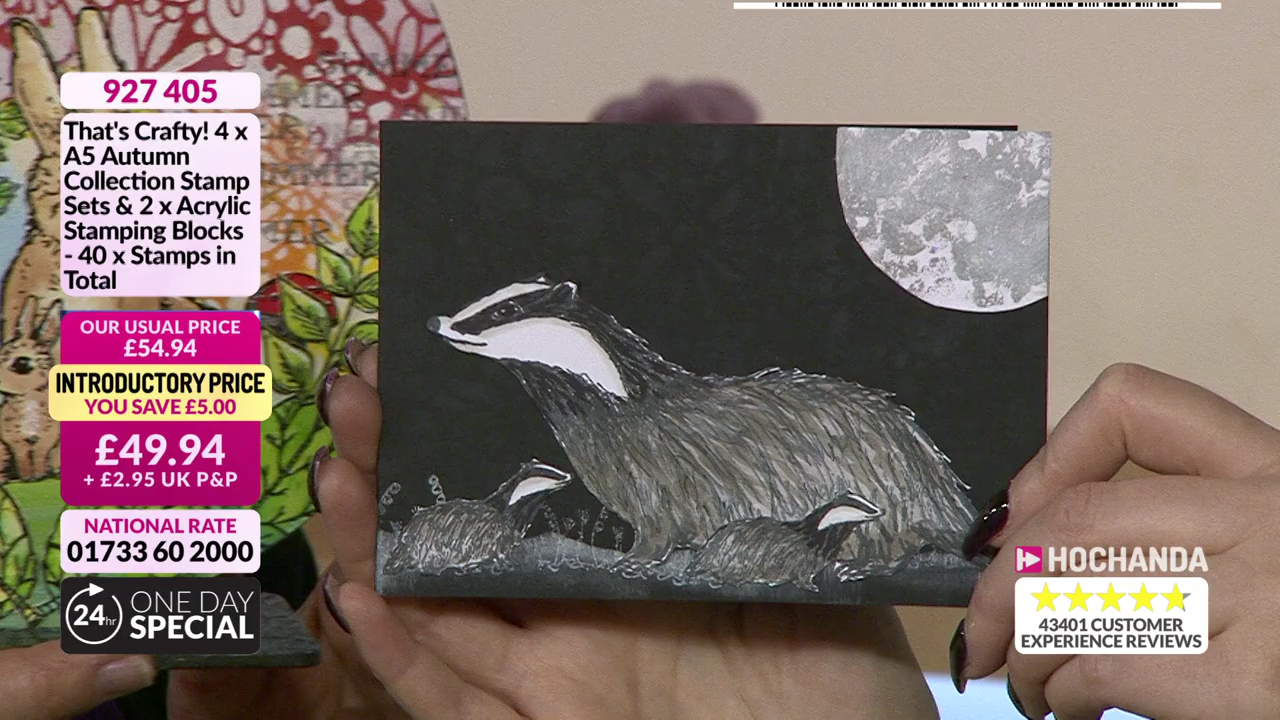 927 405
That's Crafty! 4 x
A5 Autumn
Collection Stamp
Sets & 2 x Acrylic
Stamping Blocks
- 40 x Stamps in
Total
OUR USUAL PRICE
£54.94
INTRODUCTORY PRICE
YOU SAVE £5.00
£49.94
+ £2.95 UK P&P
NATIONAL RATE
01733 60 2000
24hr
ONE DAY
SPECIAL
HOCHANDA
43401 CUSTOMER
EXPERIENCE REVIEWS